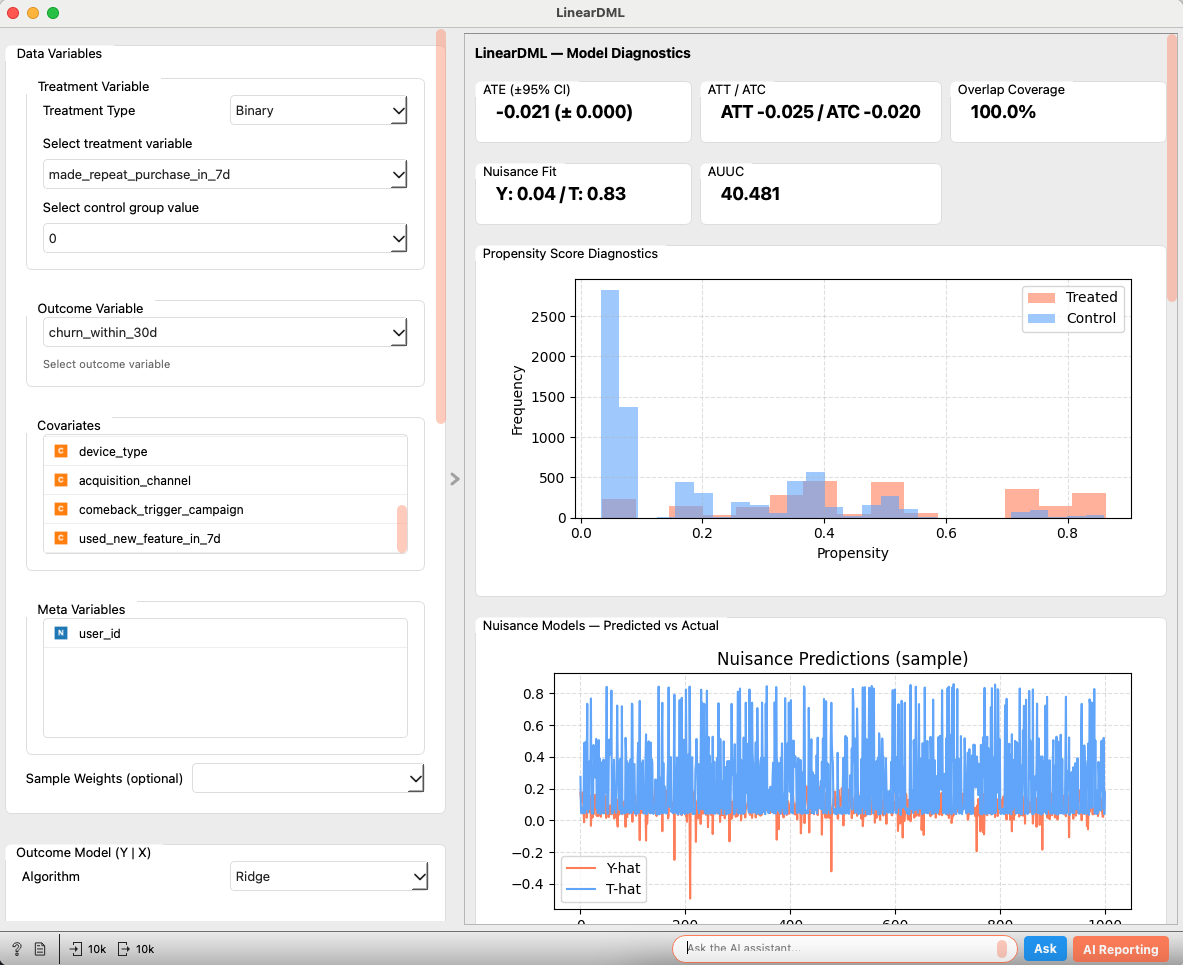 LinearDML
Data Variables
Treatment Variable
Treatment Type
Binary
Select treatment variable
made_repeat_purchase_in_7d
Select control group value
0
Outcome Variable
churn_within_30d
Select outcome variable
Covariates
C device_type
C acquisition_channel
C comeback_trigger_campaign
C used_new_feature_in_7d
Meta Variables
N user_id
Sample Weights (optional)
Outcome Model (Y | X)
Algorithm
Ridge
LinearDML — Model Diagnostics
ATE (±95% CI)
-0.021 (± 0.000)
ATT / ATC
ATT -0.025 / ATC -0.020
Overlap Coverage
100.0%
Nuisance Fit
Y: 0.04 / T: 0.83
AUUC
40.481
Propensity Score Diagnostics
Treated
Control
Frequency
2500
2000
1500
1000
500
0
0.0 0.2 0.4 0.6 0.8
Propensity
Nuisance Models — Predicted vs Actual
Nuisance Predictions (sample)
0.8
0.6
0.4
0.2
0.0
−0.2
−0.4
Y-hat
T-hat
0 200 400 600 800 1000
? 10k 10k
Ask the AI assistant...
Ask
AI Reporting